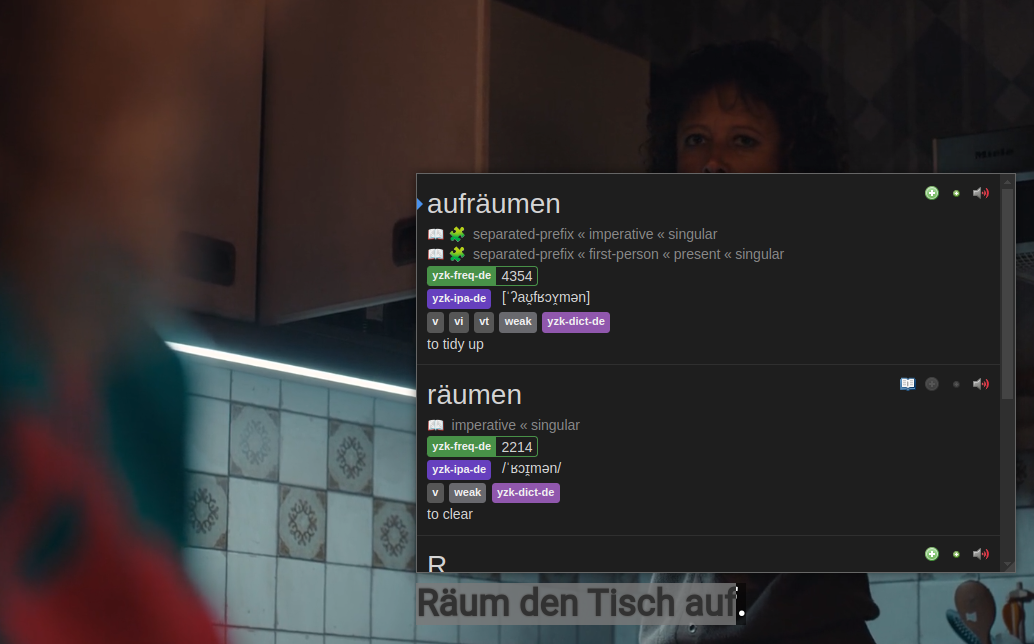 Miele
aufräumen
separated-prefix « imperative « singular
separated-prefix « first-person « present « singular
yzk-freq-de 4354
yzk-ipa-de [ˈʔaʊ̯fʁɔʏ̯mən]
v vi vt weak yzk-dict-de
to tidy up
räumen
imperative « singular
yzk-freq-de 2214
yzk-ipa-de /ˈʁɔɪ̯mən/
v weak yzk-dict-de
to clear
R
Räum den Tisch auf.